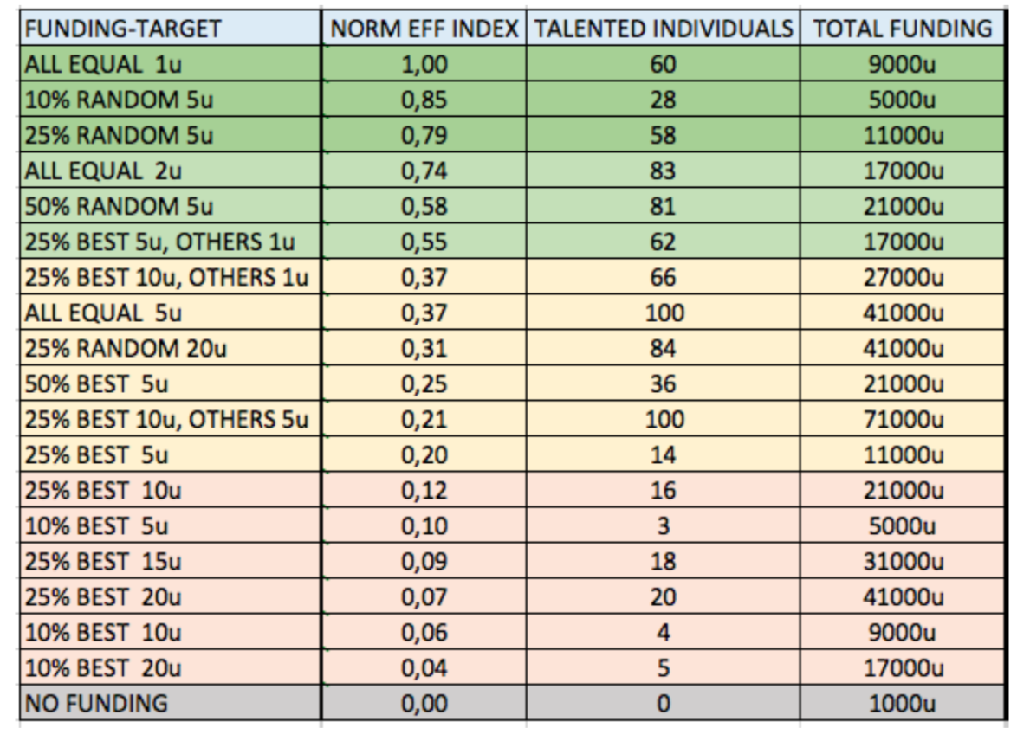 FUNDING-TARGET NORM EFF INDEX TALENTED INDIVIDUALS TOTAL FUNDING
ALL EQUAL 1u 1,00 60 9000u
10% RANDOM 5u 0,85 28 5000u
25% RANDOM 5u 0,79 58 11000u
ALL EQUAL 2u 0,74 83 17000u
50% RANDOM 5u 0,58 81 21000u
25% BEST 5u, OTHERS 1u 0,55 62 17000u
25% BEST 10u, OTHERS 1u 0,37 66 27000u
ALL EQUAL 5u 0,37 100 41000u
25% RANDOM 20u 0,31 84 41000u
50% BEST 5u 0,25 36 21000u
25% BEST 10u, OTHERS 5u 0,21 100 71000u
25% BEST 5u 0,20 14 11000u
25% BEST 10u 0,12 16 21000u
10% BEST 5u 0,10 3 5000u
25% BEST 15u 0,09 18 31000u
25% BEST 20u 0,07 20 41000u
10% BEST 10u 0,06 4 9000u
10% BEST 20u 0,04 5 17000u
NO FUNDING 0,00 0 1000u